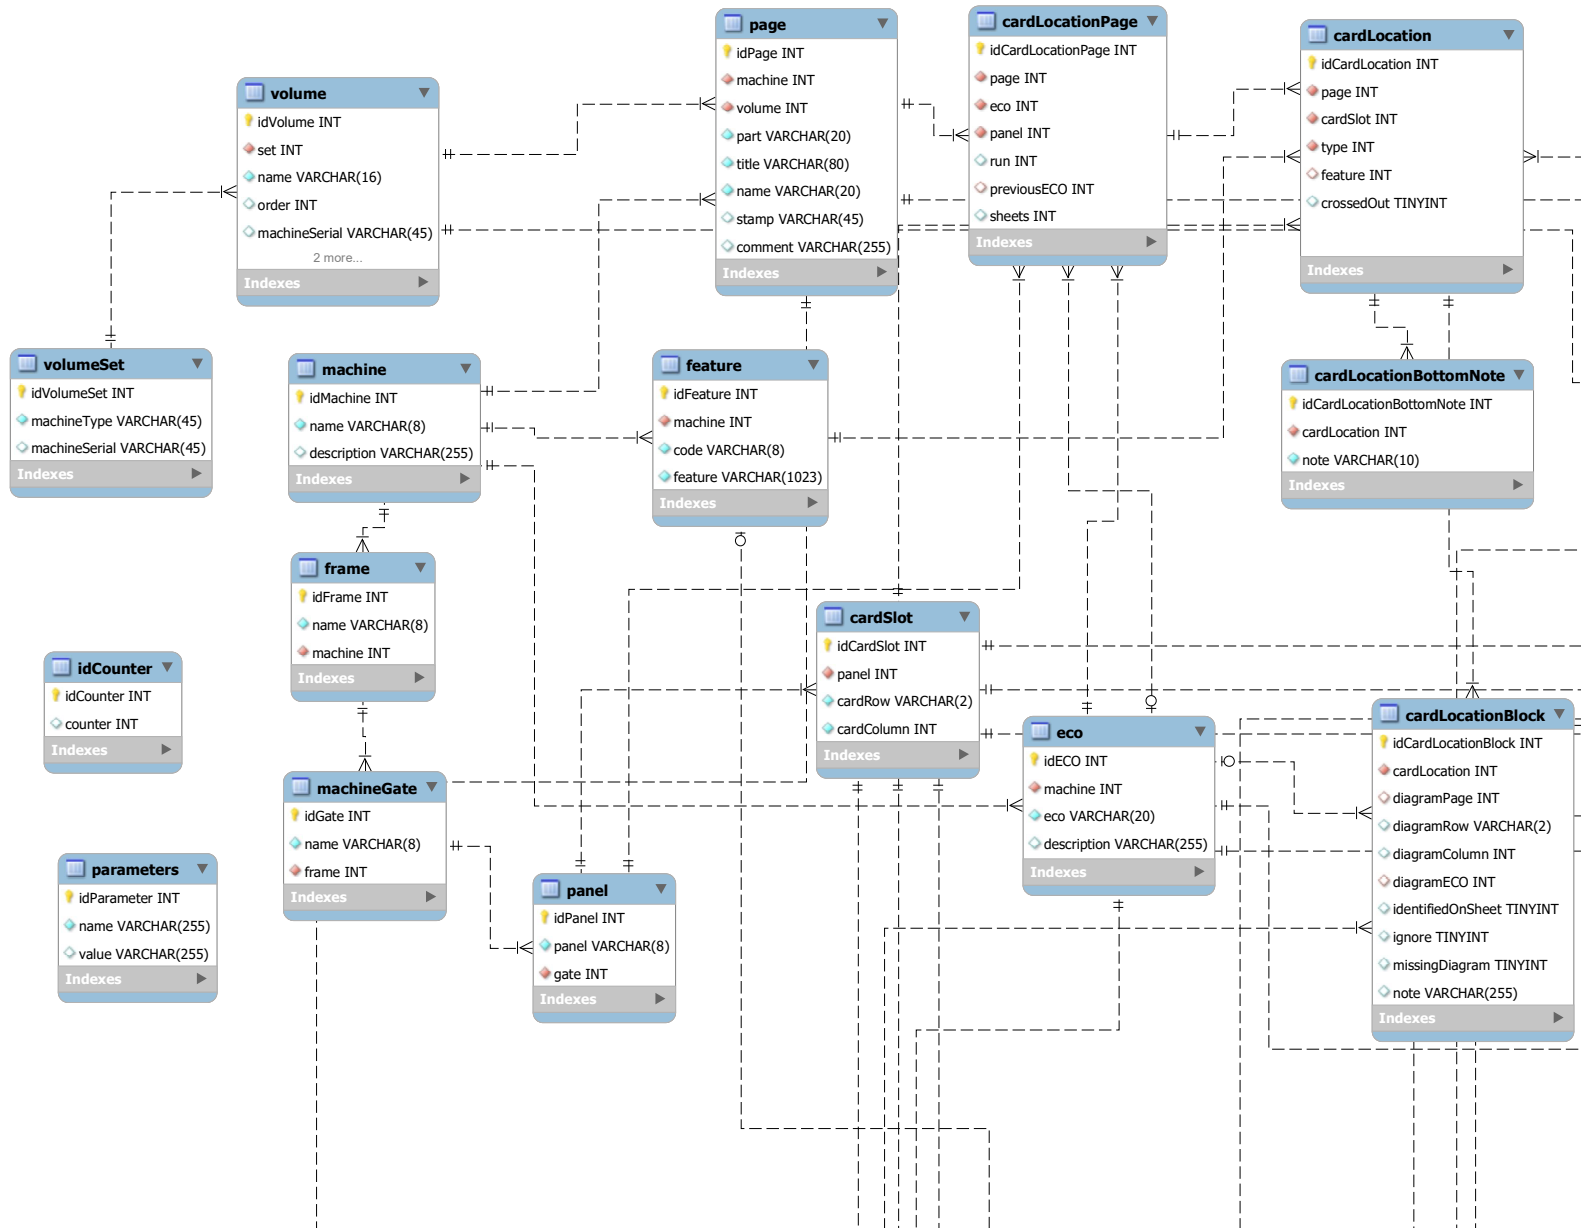 page
idPage INT
machine INT
volume INT
part VARCHAR(20)
title VARCHAR(80)
name VARCHAR(20)
stamp VARCHAR(45)
comment VARCHAR(255)
Indexes
cardLocationPage
idCardLocationPage INT
page INT
eco INT
panel INT
run INT
previousECO INT
sheets INT
Indexes
cardLocation
idCardLocation INT
page INT
cardSlot INT
type INT
feature INT
crossedOut TINYINT
Indexes
volume
idVolume INT
set INT
name VARCHAR(16)
order INT
machineSerial VARCHAR(45)
2 more...
Indexes
volumeSet
idVolumeSet INT
machineType VARCHAR(45)
machineSerial VARCHAR(45)
Indexes
machine
idMachine INT
name VARCHAR(8)
description VARCHAR(255)
Indexes
feature
idFeature INT
machine INT
code VARCHAR(8)
feature VARCHAR(1023)
Indexes
cardLocationBottomNote
idCardLocationBottomNote INT
cardLocation INT
note VARCHAR(10)
Indexes
frame
idFrame INT
name VARCHAR(8)
machine INT
Indexes
cardSlot
idCardSlot INT
panel INT
cardRow VARCHAR(2)
cardColumn INT
Indexes
idCounter
idCounter INT
counter INT
Indexes
eco
idECO INT
machine INT
eco VARCHAR(20)
description VARCHAR(255)
Indexes
cardLocationBlock
idCardLocationBlock INT
cardLocation INT
diagramPage INT
diagramRow VARCHAR(2)
diagramColumn INT
diagramECO INT
identifiedOnSheet TINYINT
ignore TINYINT
missingDiagram TINYINT
note VARCHAR(255)
Indexes
machineGate
idGate INT
name VARCHAR(8)
frame INT
Indexes
parameters
idParameter INT
name VARCHAR(255)
value VARCHAR(255)
Indexes
panel
idPanel INT
panel VARCHAR(8)
gate INT
Indexes